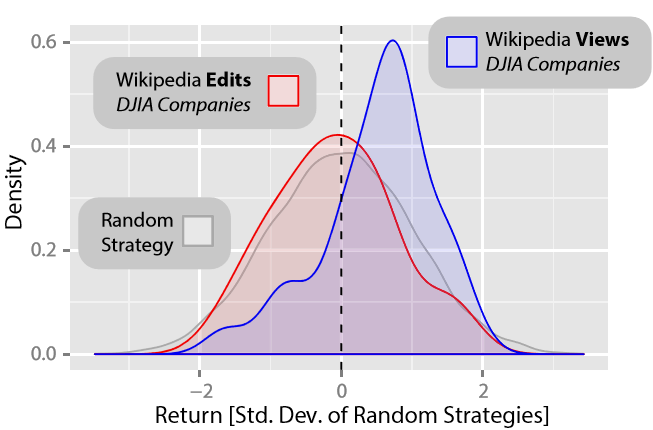 0.6
0.4
0.2
0.0
Density
Wikipedia Edits
DJIA Companies
Wikipedia Views
DJIA Companies
Random
Strategy
−2
0
2
Return [Std. Dev. of Random Strategies]